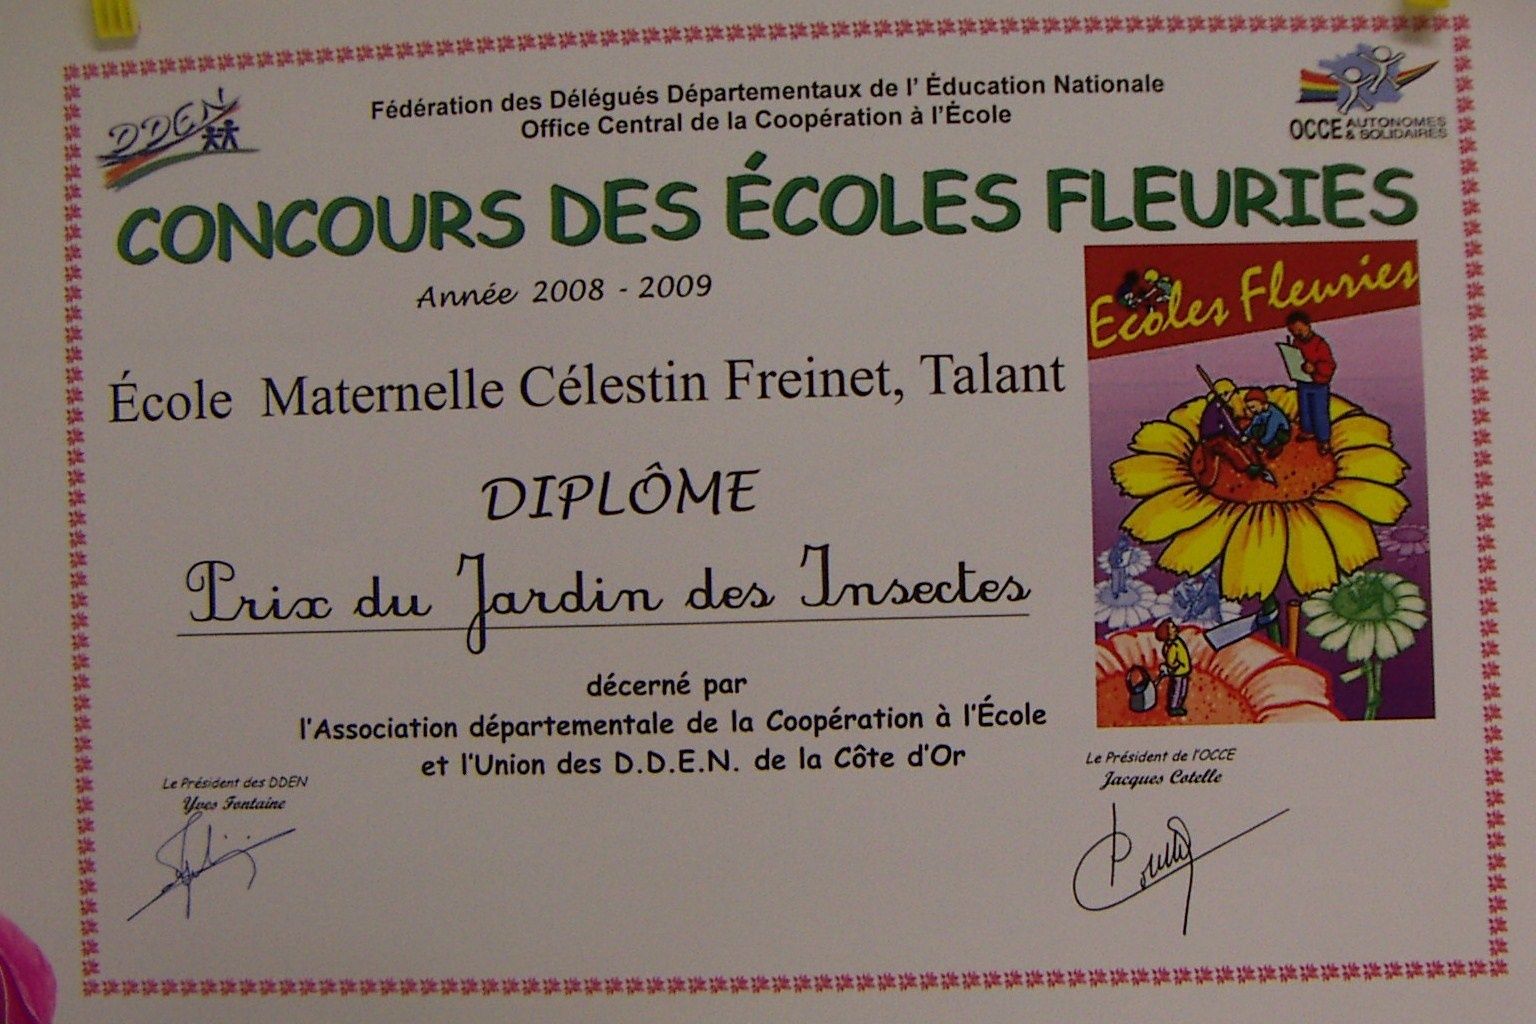 DDEN
Fédération des Délégués Départementaux de l' Éducation Nationale
Office Central de la Coopération à l'École
OCCE AUTONOMES & SOLIDAIRES
CONCOURS DES ÉCOLES FLEURIES
Année 2008 - 2009
Ecoles Fleuries
École Maternelle Célestin Freinet, Talant
DIPLÔME
Prix du Jardin des Insectes
décerné par
l'Association départementale de la Coopération à l'École
et l'Union des D.D.E.N. de la Côte d'Or
Le Président des DDEN
Yves Fontaine
Le Président de l'OCCE
Jacques Cotelle